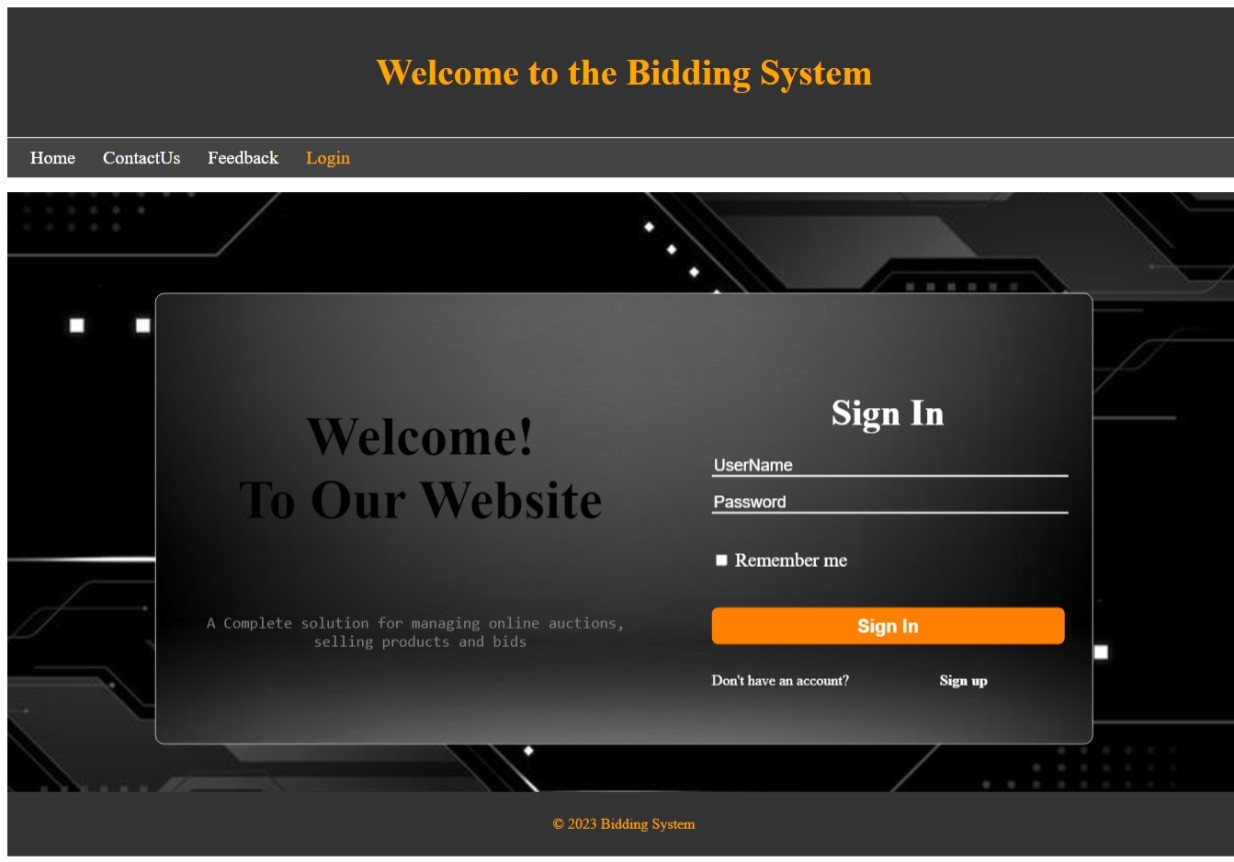 Welcome to the Bidding System
Home ContactUs Feedback Login
Welcome!
To Our Website
A Complete solution for managing online auctions,
selling products and bids
Sign In
UserName
Password
Remember me
Sign In
Don't have an account? Sign up
© 2023 Bidding System